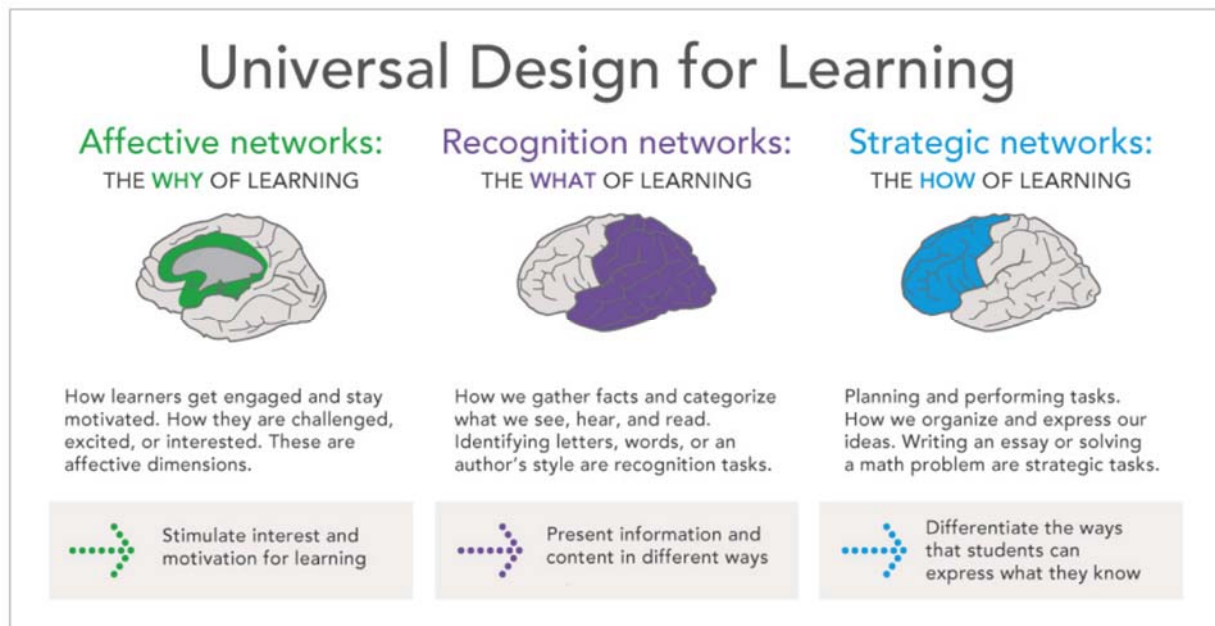 Universal Design for Learning
Affective networks:
THE WHY OF LEARNING
How learners get engaged and stay
motivated. How they are challenged,
excited, or interested. These are
affective dimensions.
Stimulate interest and
motivation for learning
Recognition networks:
THE WHAT OF LEARNING
How we gather facts and categorize
what we see, hear, and read.
Identifying letters, words, or an
author's style are recognition tasks.
Present information and
content in different ways
Strategic networks:
THE HOW OF LEARNING
Planning and performing tasks.
How we organize and express our
ideas. Writing an essay or solving
a math problem are strategic tasks.
Differentiate the ways
that students can
express what they know